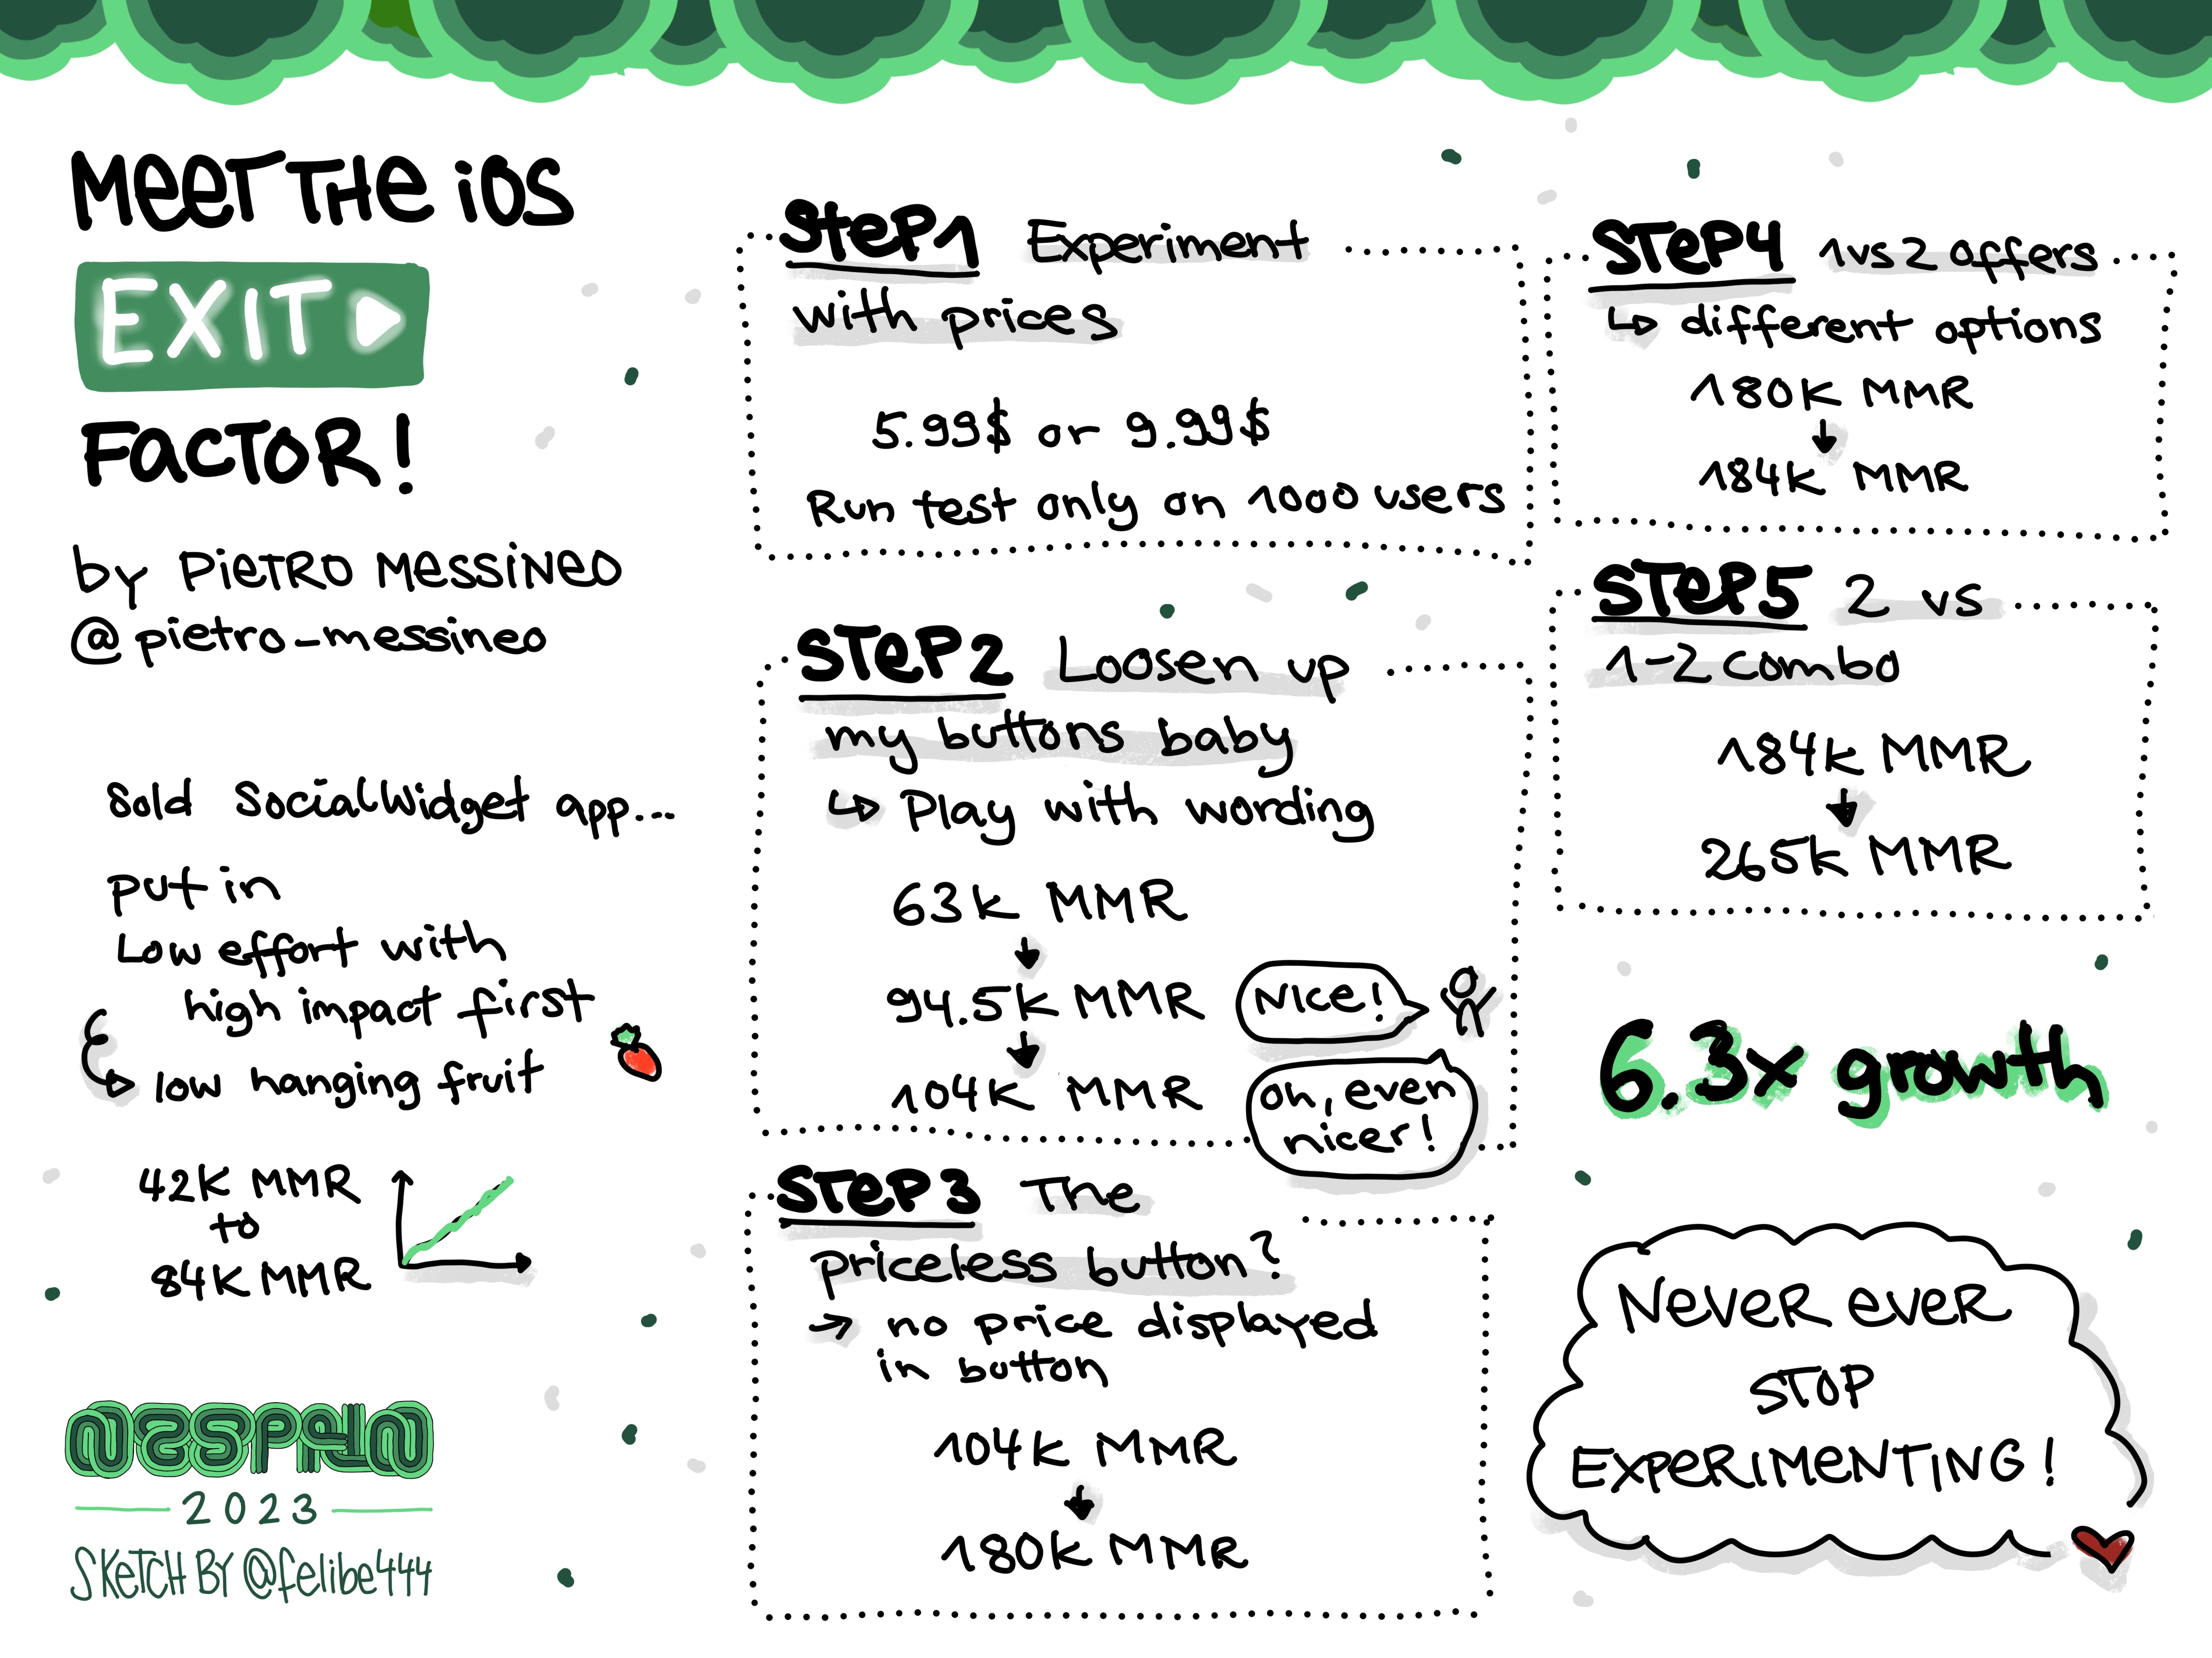 MEET THE iOS
EXIT
FACTOR!
by PIETRO MESSINEO
@pietro_messineo
Sold SocialWidget app...
put in
Low effort with
high impact first
low hanging fruit
42K MMR
to
84K MMR
NSSPAIN
2023
SKETCH BY @felibe444
STEP1 Experiment
with prices
5.99$ or 9.99$
Run test only on 1000 users
STEP2 Loosen up
my buttons baby
Play with wording
63k MMR
94.5k MMR
Nice!
104k MMR
oh, even
nicer!
STEP3 The
priceless button?
no price displayed
in button
104k MMR
180k MMR
STEP4 1vs2 offers
different options
180k MMR
184k MMR
STEP5 2 vs
1-2 combo
184k MMR
265k MMR
6.3x growth
NEVER EVER
STOP
EXPERIMENTING!